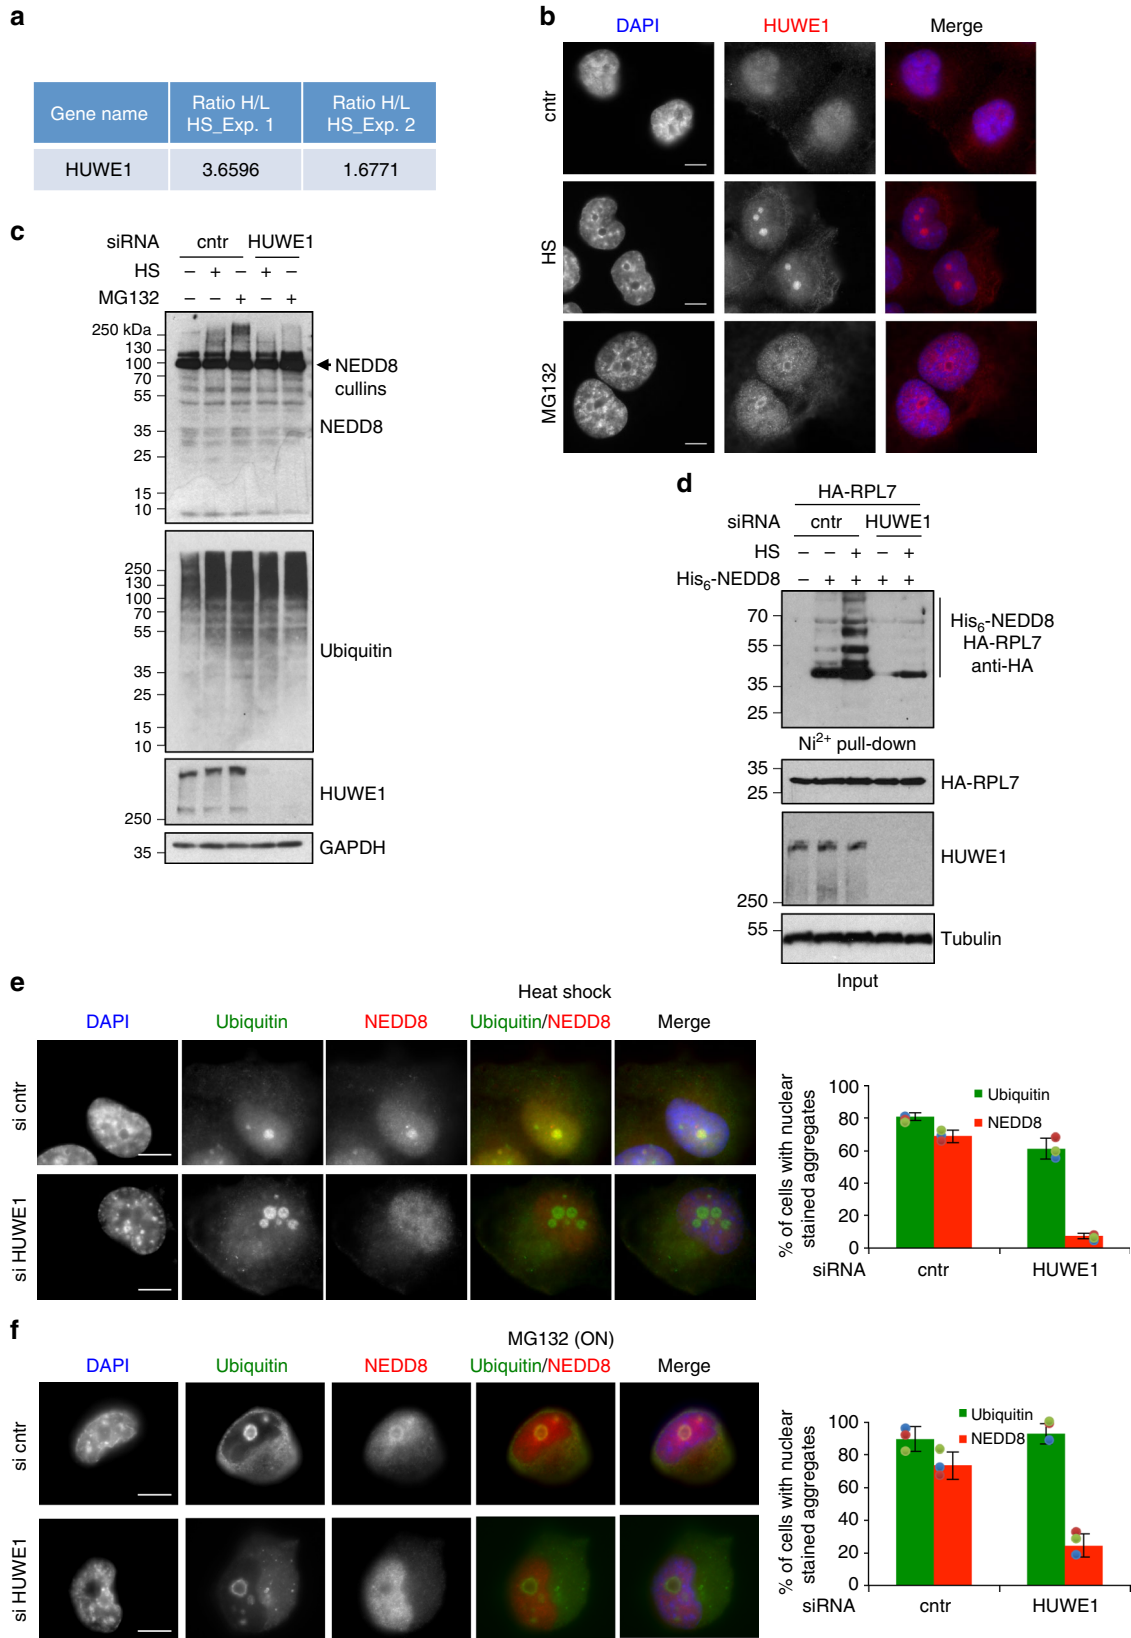 a
Gene name
Ratio H/L
HS_Exp. 1
Ratio H/L
HS_Exp. 2
HUWE1
3.6596
1.6771
b
DAPI
HUWE1
Merge
cntr
HS
MG132
c
siRNA cntr HUWE1
HS – + – + –
MG132 – – + – +
250 kDa
130
100
70
55
35
25
15
10
NEDD8
cullins
NEDD8
250
130
100
70
55
35
25
15
10
Ubiquitin
250
HUWE1
35
GAPDH
d
HA-RPL7
siRNA cntr HUWE1
HS – – + – +
His6-NEDD8 – + + + +
70
55
35
25
His6-NEDD8
HA-RPL7
anti-HA
Ni2+ pull-down
35
25
HA-RPL7
250
HUWE1
55
Tubulin
Input
e
Heat shock
DAPI
Ubiquitin
NEDD8
Ubiquitin/NEDD8
Merge
si cntr
si HUWE1
% of cells with nuclear
stained aggregates
100
80
60
40
20
0
Ubiquitin
NEDD8
siRNA cntr HUWE1
f
MG132 (ON)
DAPI
Ubiquitin
NEDD8
Ubiquitin/NEDD8
Merge
si cntr
si HUWE1
% of cells with nuclear
stained aggregates
100
80
60
40
20
0
Ubiquitin
NEDD8
siRNA cntr HUWE1